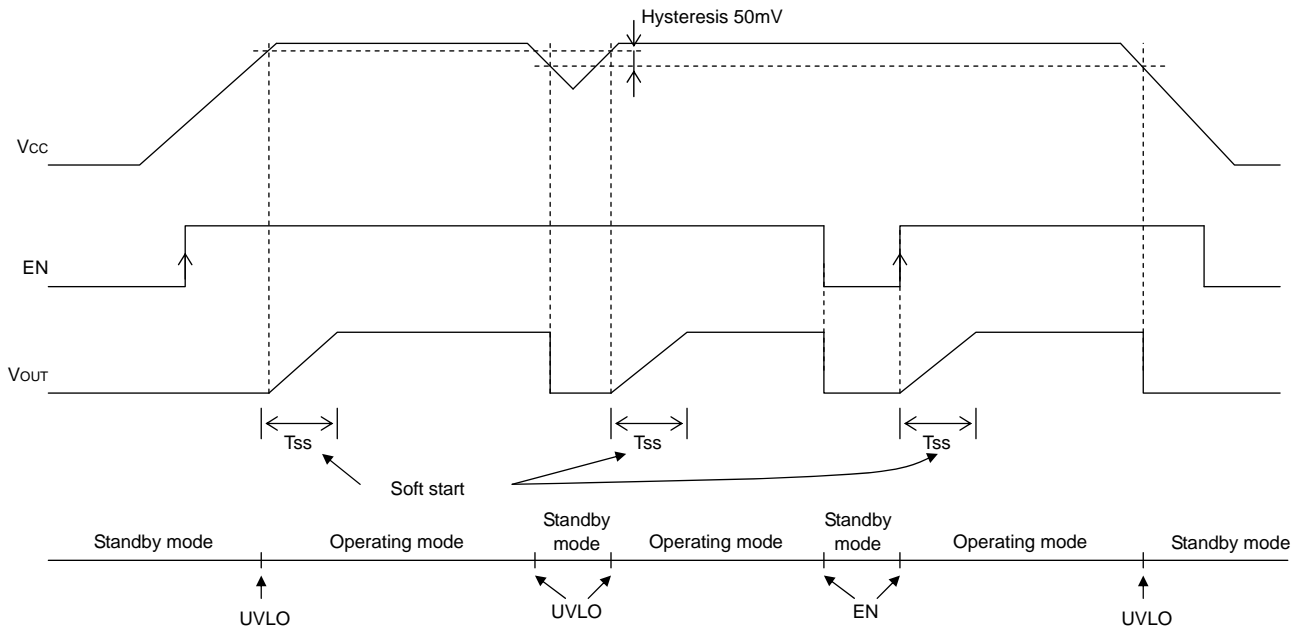 Hysteresis 50mV
VCC
EN
VOUT
Tss
Tss
Tss
Soft start
Standby mode
Operating mode
Standby
mode
Operating mode
Standby
mode
Operating mode
Standby mode
UVLO
UVLO
EN
UVLO